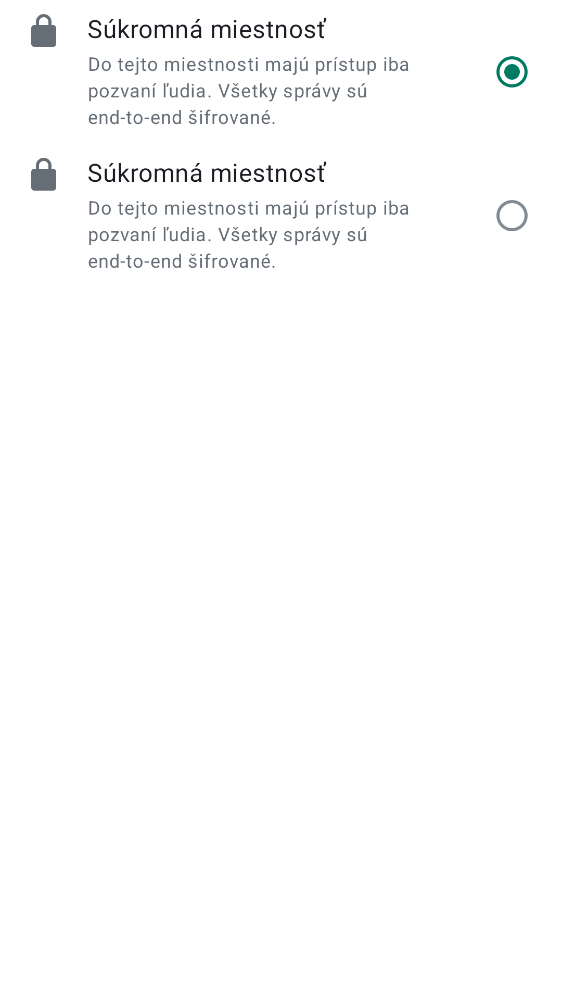 Súkromná miestnosť
Do tejto miestnosti majú prístup iba
pozvaní ľudia. Všetky správy sú
end-to-end šifrované.
Súkromná miestnosť
Do tejto miestnosti majú prístup iba
pozvaní ľudia. Všetky správy sú
end-to-end šifrované.